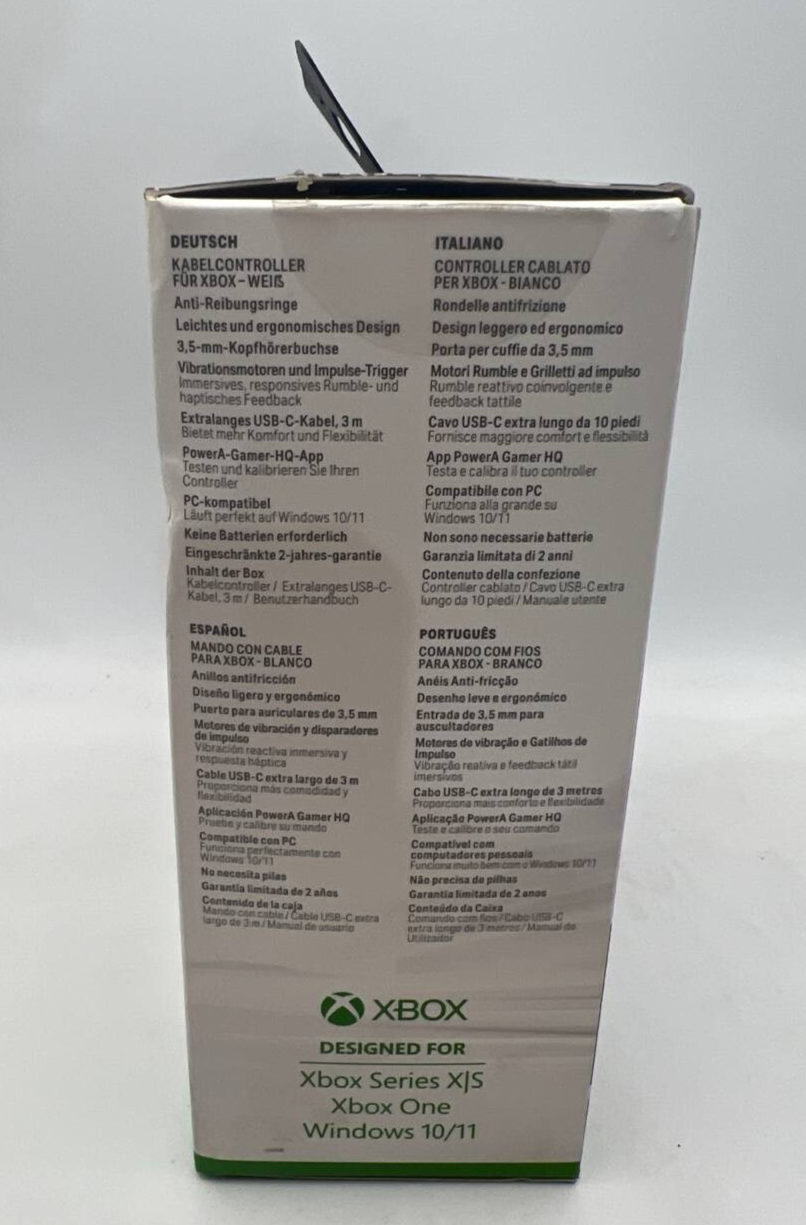 DEUTSCH
KABELCONTROLLER
FÜR XBOX – WEIẞ
Anti-Reibungsringe
Leichtes und ergonomisches Design
3,5-mm-Kopfhörerbuchse
Vibrationsmotoren und Impulse-Trigger
Immersives, responsives Rumble- und
haptisches Feedback
Extralanges USB-C-Kabel, 3 m
Bietet mehr Komfort und Flexibilität
PowerA-Gamer-HQ-App
Testen und kalibrieren Sie Ihren
Controller
PC-kompatibel
Läuft perfekt auf Windows 10/11
Keine Batterien erforderlich
Eingeschränkte 2-jahres-garantie
Inhalt der Box
Kabelcontroller / Extralanges USB-C-
Kabel, 3 m / Benutzerhandbuch
ITALIANO
CONTROLLER CABLATO
PER XBOX - BIANCO
Rondelle antifrizione
Design leggero ed ergonomico
Porta per cuffie da 3,5 mm
Motori Rumble e Grilletti ad impulso
Rumble reattivo coinvolgente e
feedback tattile
Cavo USB-C extra lungo da 10 piedi
Fornisce maggiore comfort e flessibilità
App PowerA Gamer HQ
Testa e calibra il tuo controller
Compatibile con PC
Funziona alla grande su
Windows 10/11
Non sono necessarie batterie
Garanzia limitata di 2 anni
Contenuto della confezione
Controller cablato / Cavo USB-C extra
lungo da 10 piedi / Manuale utente
ESPAÑOL
MANDO CON CABLE
PARA XBOX - BLANCO
Anillos antifricción
Diseño ligero y ergonómico
Puerto para auriculares de 3,5 mm
Motores de vibración y disparadores
de impulso
Vibración reactiva inmersiva y
respuesta háptica
Cable USB-C extra largo de 3 m
Proporciona más comodidad y
flexibilidad
Aplicación PowerA Gamer HQ
Pruebe y calibre su mando
Compatible con PC
Funciona perfectamente con
Windows 10/11
No necesita pilas
Garantía limitada de 2 años
Contenido de la caja
Mando con cable / Cable USB-C extra
largo de 3 m / Manual de usuario
PORTUGUÊS
COMANDO COM FIOS
PARA XBOX - BRANCO
Anéis Anti-fricção
Desenho leve e ergonómico
Entrada de 3,5 mm para
auscultadores
Motores de vibração e Gatilhos de
Impulso
Vibração reativa e feedback tátil
imersivos
Cabo USB-C extra longo de 3 metros
Proporciona mais conforto e flexibilidade
Aplicação PowerA Gamer HQ
Teste e calibre o seu comando
Compatível com
computadores pessoais
Funciona muito bem com o Windows 10/11
Não precisa de pilhas
Garantia limitada de 2 anos
Conteúdo da Caixa
Comando com fios / Cabo USB-C
extra longo de 3 metros / Manual do
Utilizador
XBOX
DESIGNED FOR
Xbox Series X|S
Xbox One
Windows 10/11